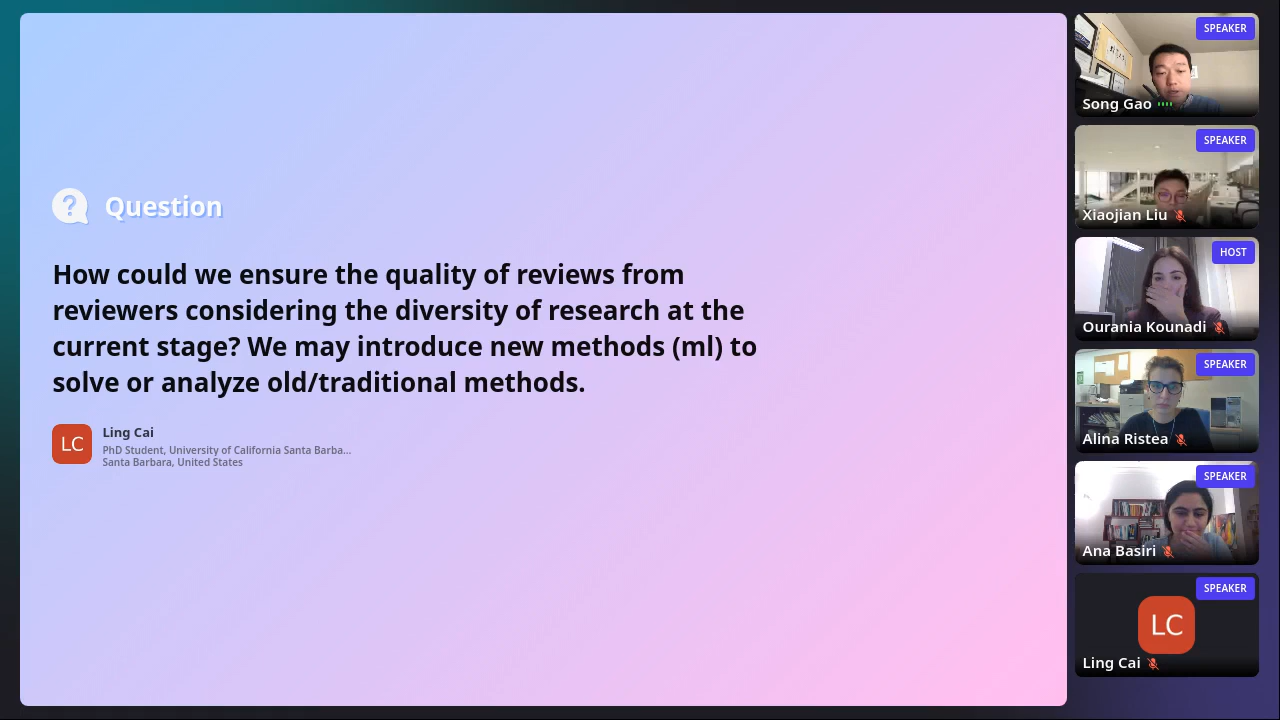 Question
How could we ensure the quality of reviews from
reviewers considering the diversity of research at the
current stage? We may introduce new methods (ml) to
solve or analyze old/traditional methods.
LC
Ling Cai
PhD Student, University of California Santa Barba...
Santa Barbara, United States
SPEAKER
Song Gao
SPEAKER
Xiaojian Liu
HOST
Ourania Kounadi
SPEAKER
Alina Ristea
SPEAKER
Ana Basiri
SPEAKER
LC
Ling Cai